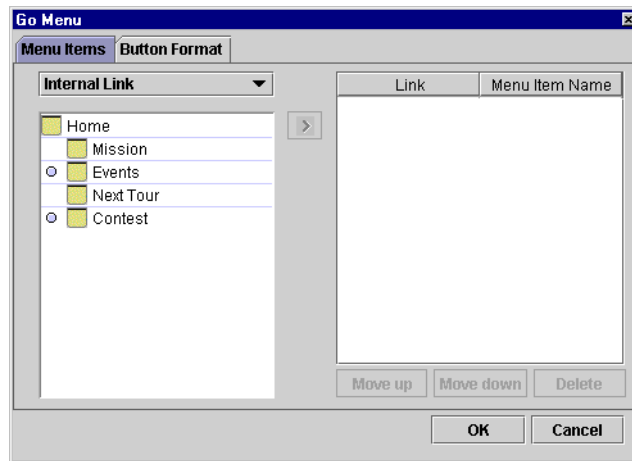 Go Menu
Menu Items Button Format
Internal Link
Link Menu Item Name
Home
Mission
Events
Next Tour
Contest
Move up Move down Delete
OK Cancel